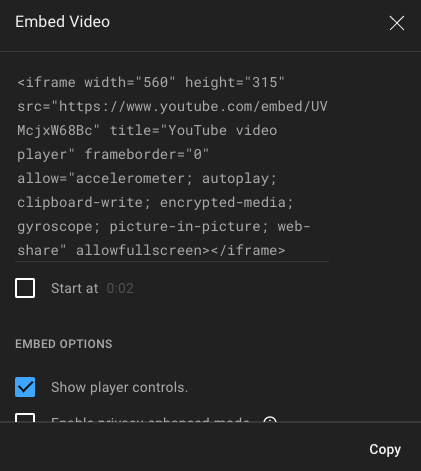 Embed Video
<iframe width="560" height="315"
src="https://www.youtube.com/embed/UV
McjxW68Bc" title="YouTube video
player" frameborder="0"
allow="accelerometer; autoplay;
clipboard-write; encrypted-media;
gyroscope; picture-in-picture; web-
share" allowfullscreen></iframe>
Start at 0:02
EMBED OPTIONS
Show player controls.
Enable privacy-enhanced mode.
Copy